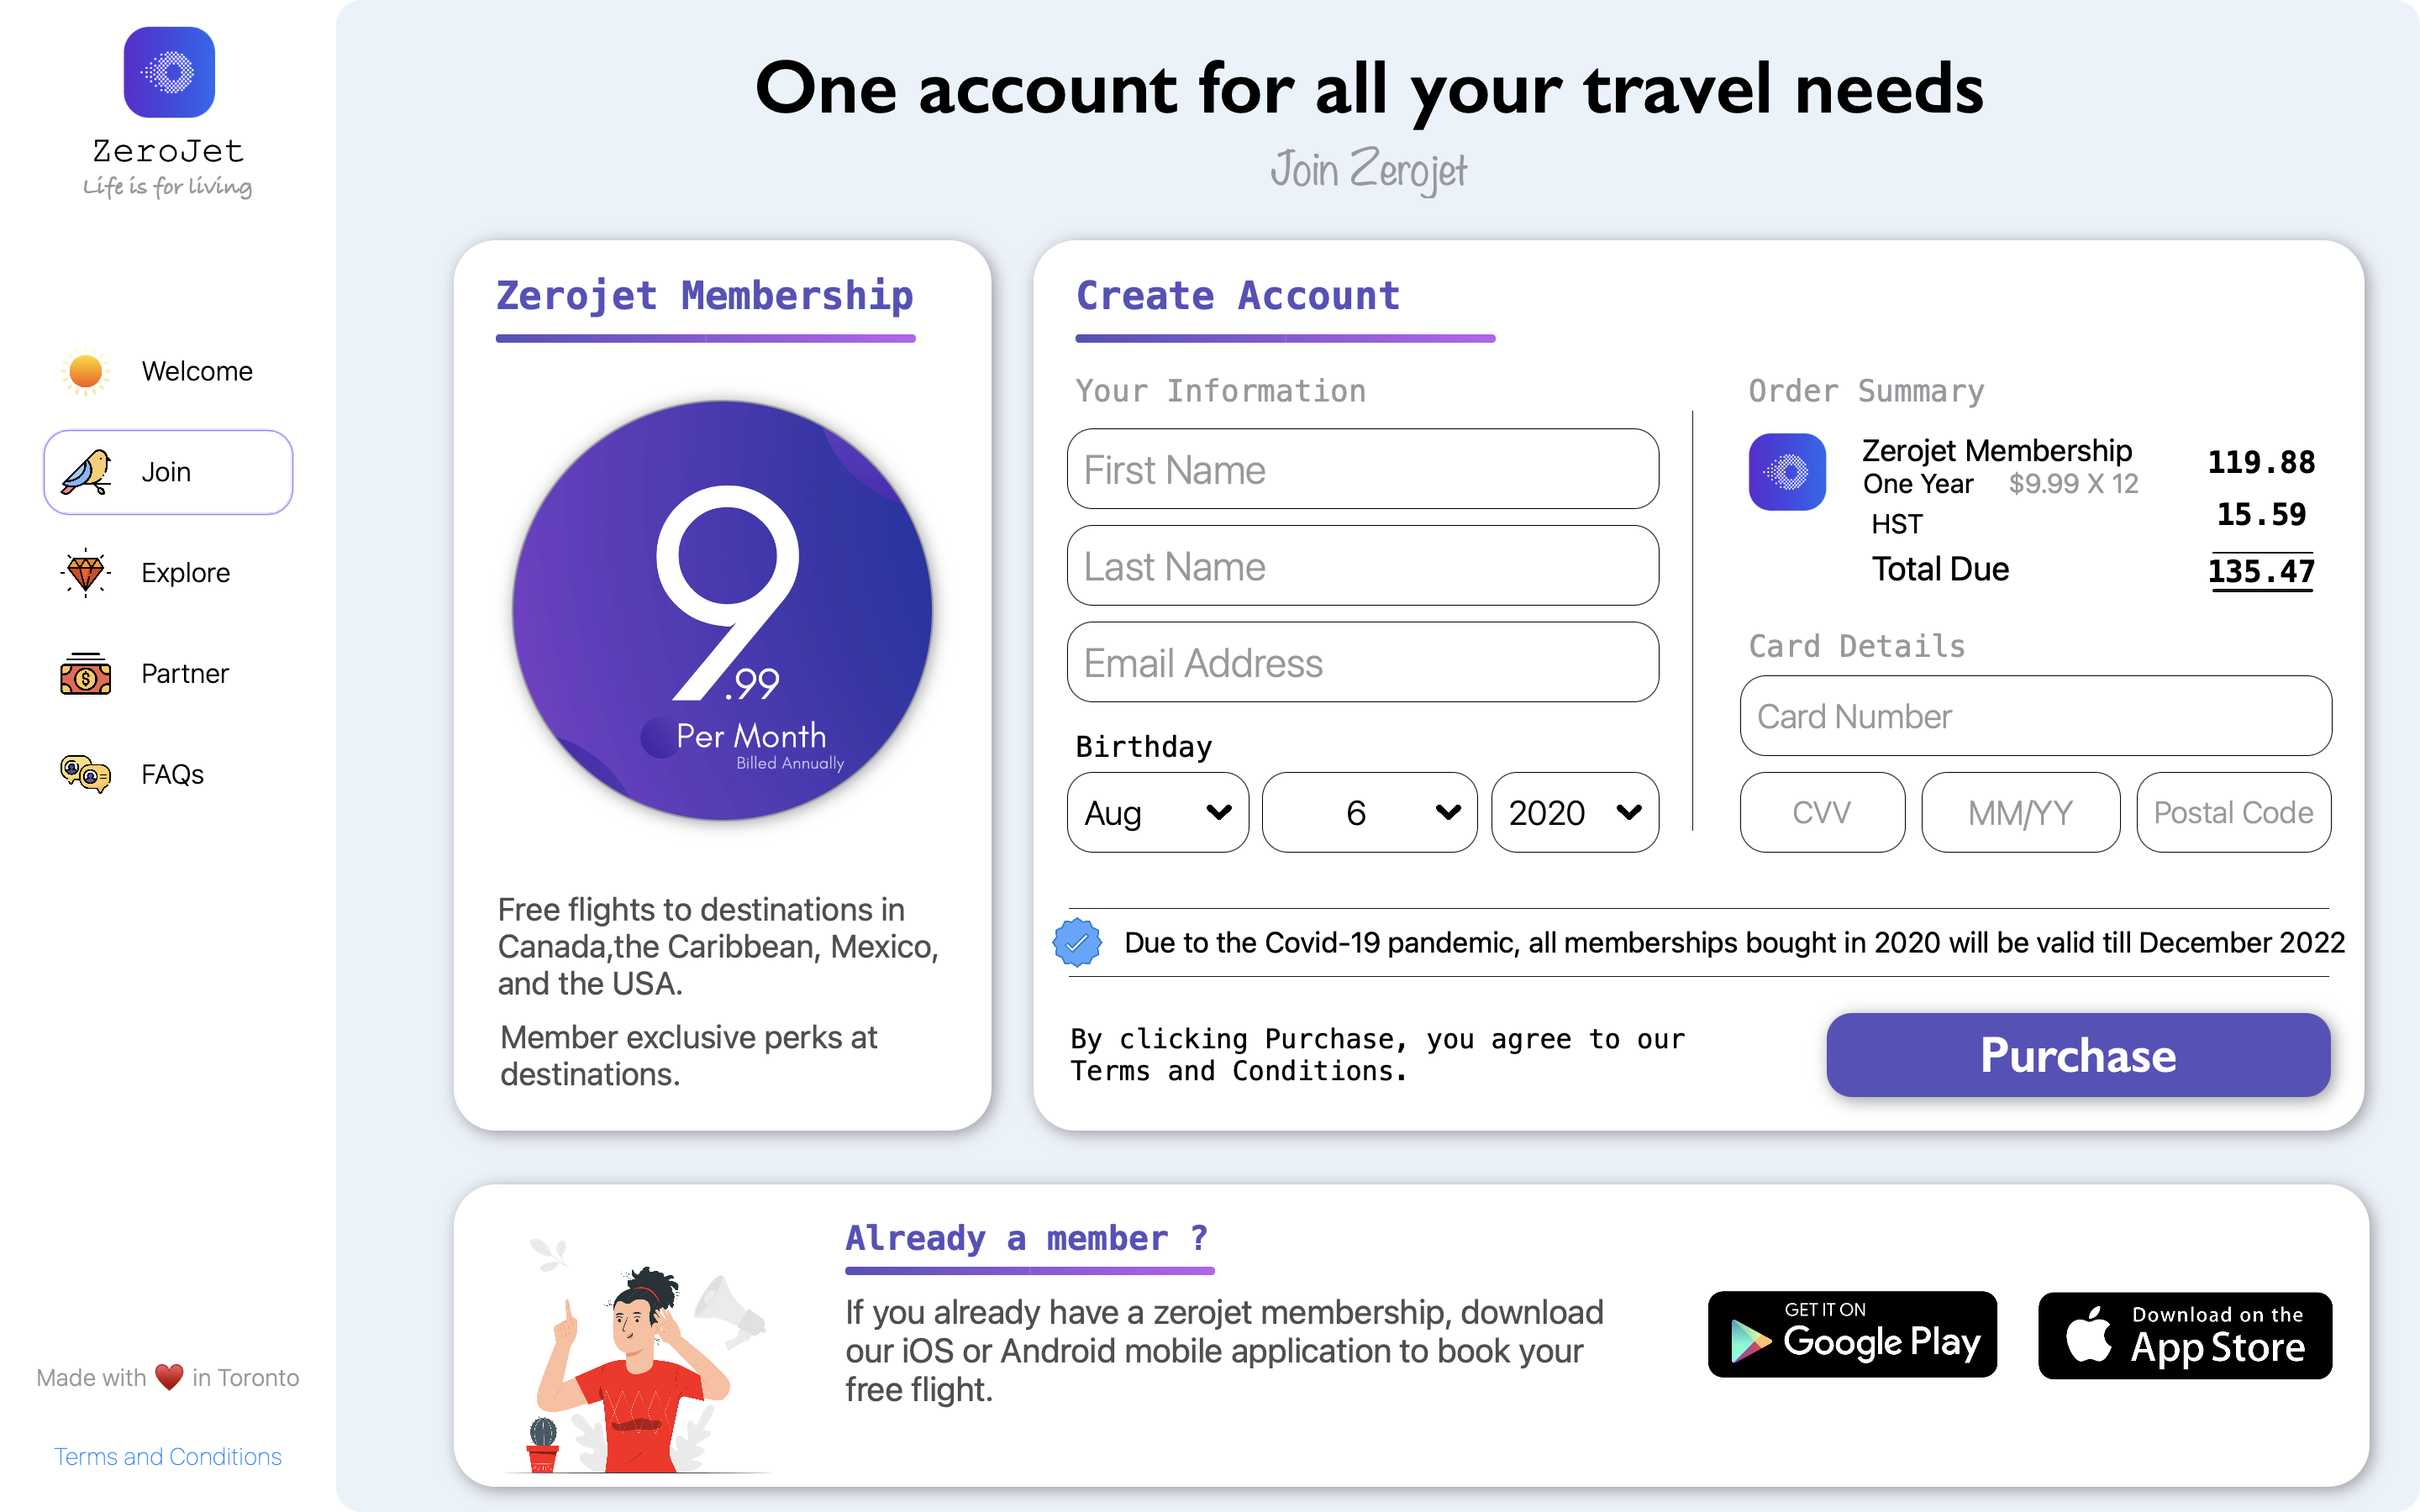 ZeroJet
Life is for living
Welcome
Join
Explore
Partner
FAQs
Made with ❤️ in Toronto
Terms and Conditions
One account for all your travel needs
Join Zerojet
Zerojet Membership
9.99
Per Month
Billed Annually
Free flights to destinations in
Canada,the Caribbean, Mexico,
and the USA.
Member exclusive perks at
destinations.
Create Account
Your Information
First Name
Last Name
Email Address
Birthday
Aug 6 2020
Order Summary
Zerojet Membership 119.88
One Year $9.99 X 12
HST 15.59
Total Due 135.47
Card Details
Card Number
CVV MM/YY Postal Code
Due to the Covid-19 pandemic, all memberships bought in 2020 will be valid till December 2022
By clicking Purchase, you agree to our
Terms and Conditions.
Purchase
Already a member ?
If you already have a zerojet membership, download
our iOS or Android mobile application to book your
free flight.
GET IT ON
Google Play
Download on the
App Store